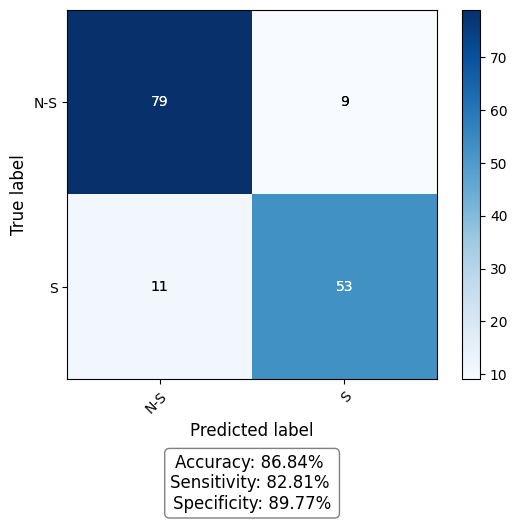 79
9
N-S
11
53
S
N-S
S
True label
Predicted label
70
60
50
40
30
20
10
Accuracy: 86.84%
Sensitivity: 82.81%
Specificity: 89.77%